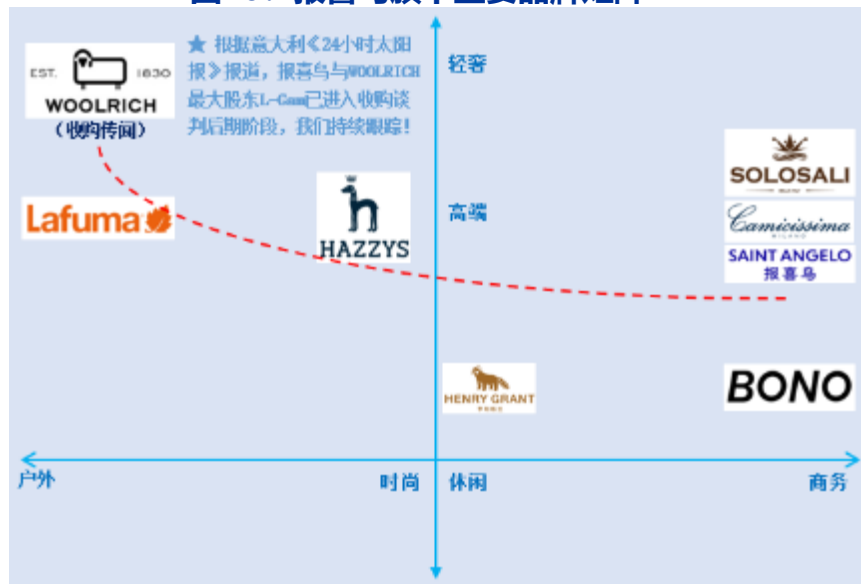 EST. 1830
WOOLRICH
（收购传闻）
★ 根据意大利《24小时太阳
报》报道，报喜鸟与WOOLRICH
最大股东L-Gam已进入收购谈
判后期阶段，我们持续跟踪！
轻奢
Lafuma
HAZZYS
高端
SOLOSALI
Camicissima
MILANO
SAINT ANGELO
报喜鸟
HENRY GRANT
BONO
户外
时尚
休闲
商务